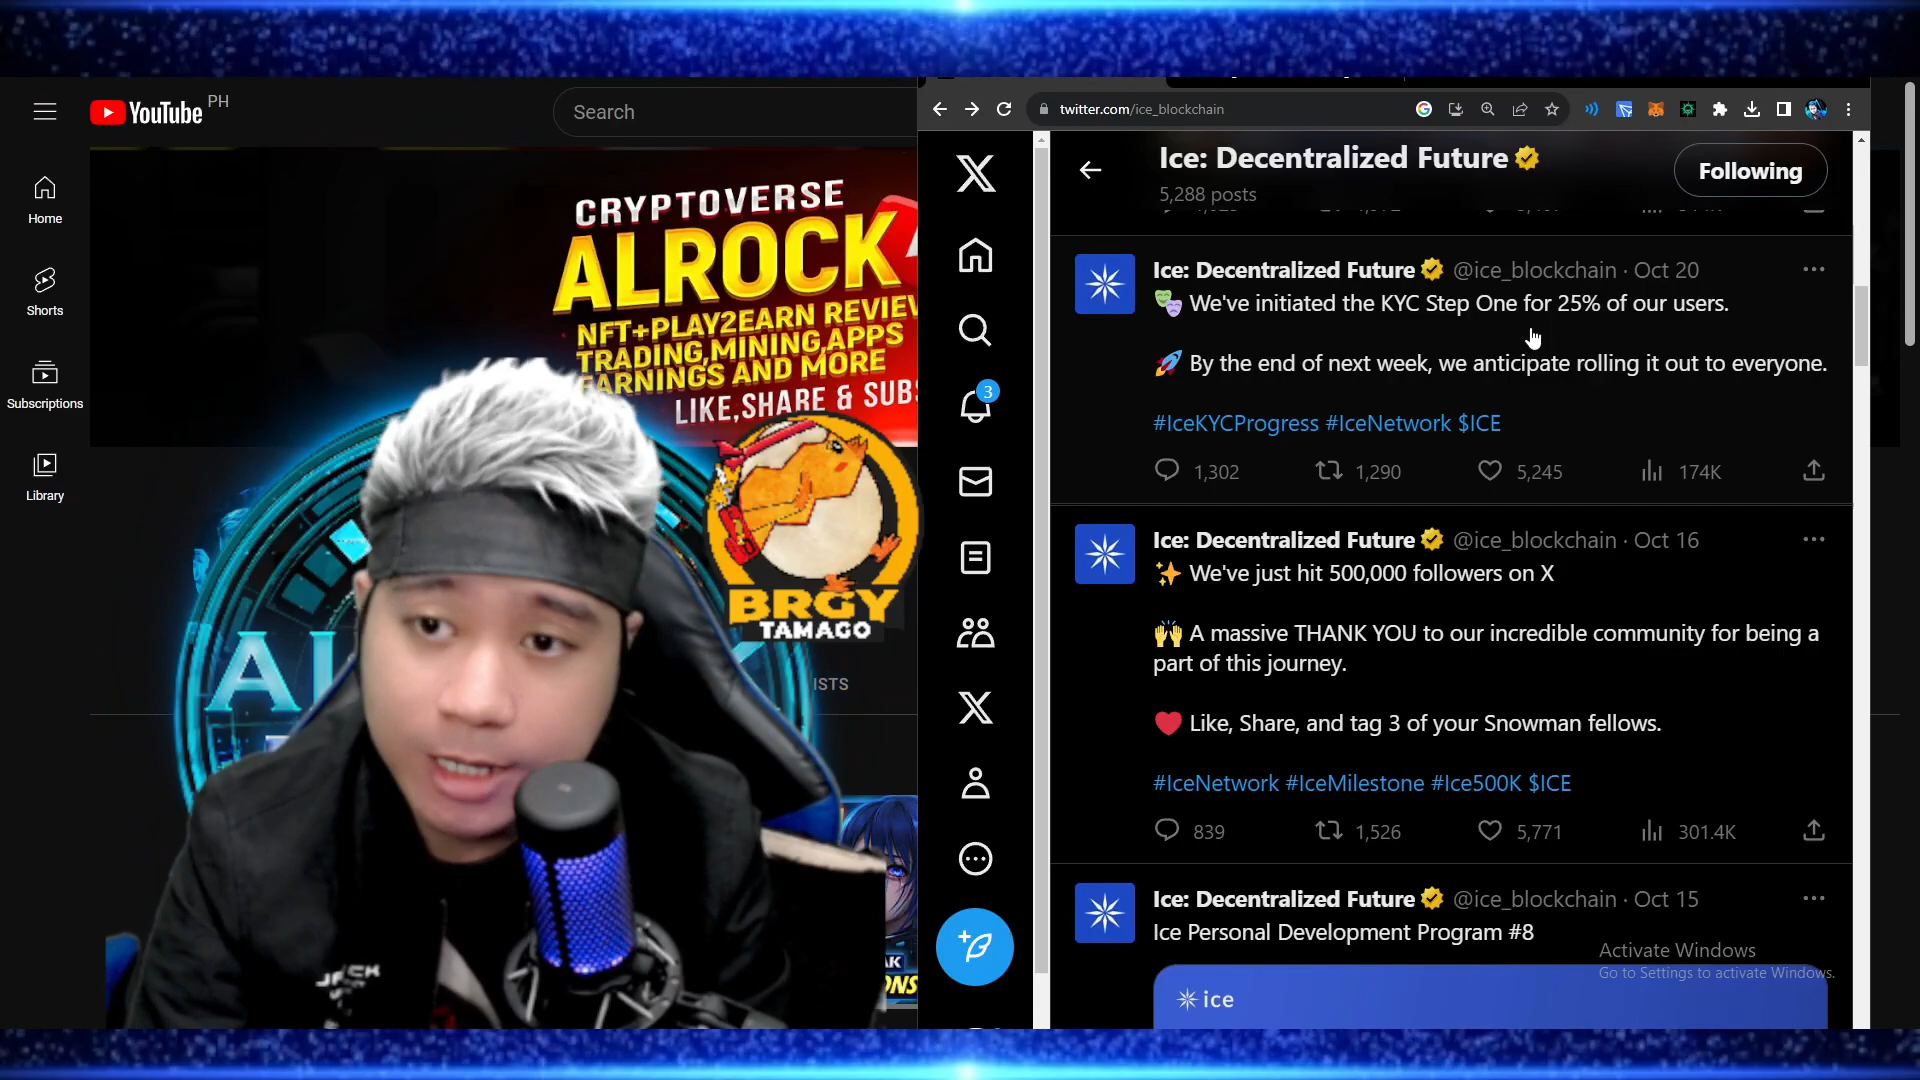 YouTube PH
Search
Home
Shorts
Subscriptions
Library
CRYPTOVERSE
ALROCK
NFT+PLAY2EARN REVIEW
TRADING,MINING,APPS
EARNINGS AND MORE
LIKE,SHARE & SUBS
BRGY
TAMAGO
ISTS
twitter.com/ice_blockchain
Ice: Decentralized Future
5,288 posts
Following
3
Ice: Decentralized Future @ice_blockchain · Oct 20
🎭 We've initiated the KYC Step One for 25% of our users.
🚀 By the end of next week, we anticipate rolling it out to everyone.
#IceKYCProgress #IceNetwork $ICE
1,302 1,290 5,245 174K
Ice: Decentralized Future @ice_blockchain · Oct 16
✨ We've just hit 500,000 followers on X
🙌 A massive THANK YOU to our incredible community for being a
part of this journey.
❤️ Like, Share, and tag 3 of your Snowman fellows.
#IceNetwork #IceMilestone #Ice500K $ICE
839 1,526 5,771 301.4K
Ice: Decentralized Future @ice_blockchain · Oct 15
Ice Personal Development Program #8
ice
Activate Windows
Go to Settings to activate Windows.